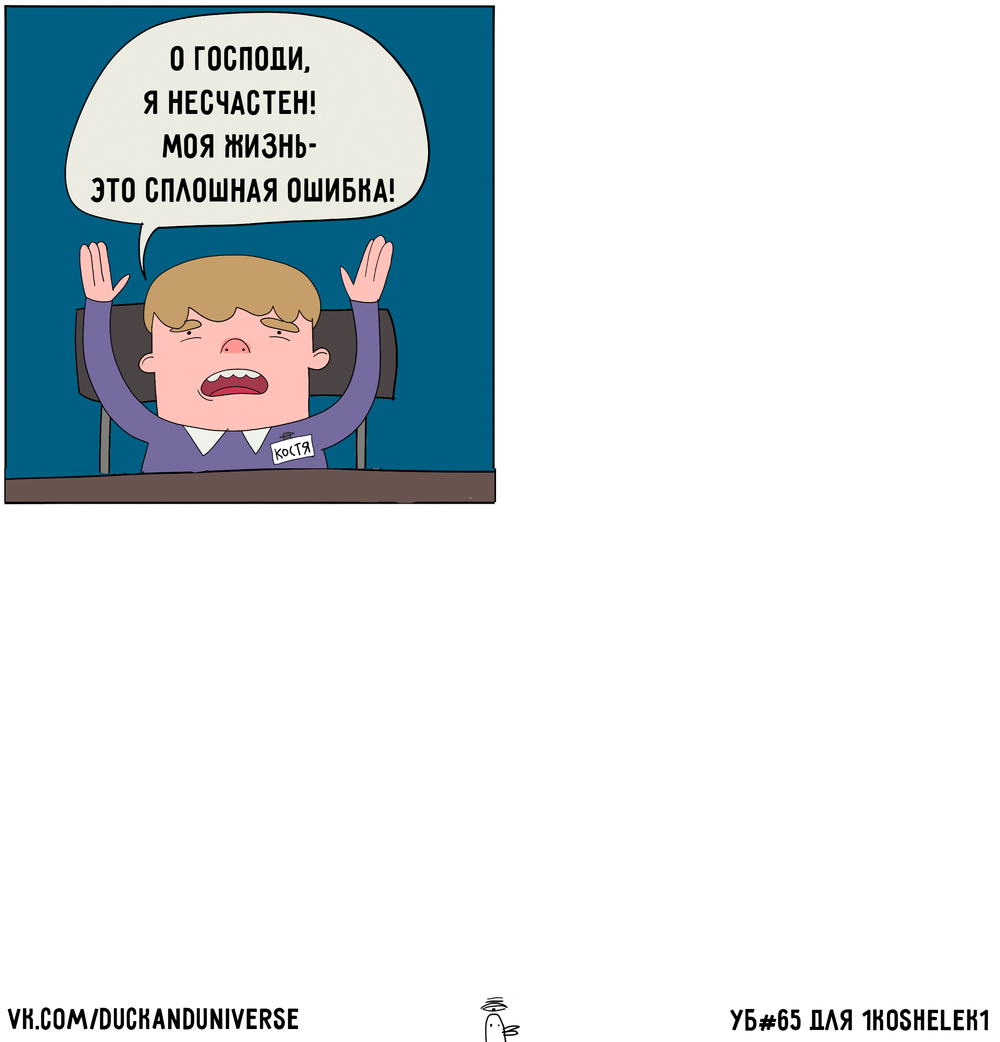 О ГОСПОДИ,
Я НЕСЧАСТЕН!
МОЯ ЖИЗНЬ-
ЭТО СПЛОШНАЯ ОШИБКА!
КОСТЯ
VK.COM/DUCKANDUNIVERSE
УБ#65 ДЛЯ 1KOSHELEK1